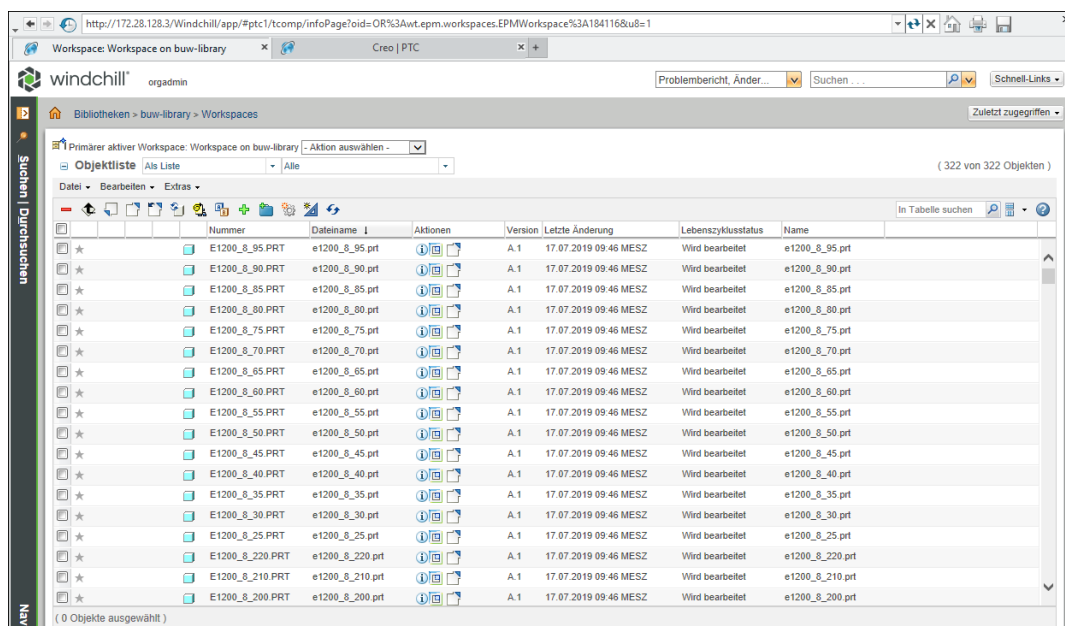 http://172.28.128.3/Windchill/app/#ptc1/tcomp/infoPage?oid=OR%3Awt.epm.workspaces.EPMWorkspace%3A184116&u8=1
Workspace: Workspace on buw-library × Creo | PTC × +
windchill® orgadmin Problembericht, Änder... Suchen . . . Schnell-Links
Bibliotheken > buw-library > Workspaces Zuletzt zugegriffen
Suchen | Durchsuchen
Primärer aktiver Workspace: Workspace on buw-library - Aktion auswählen -
Objektliste Als Liste Alle ( 322 von 322 Objekten )
Datei Bearbeiten Extras
In Tabelle suchen
Nummer Dateiname ↓ Aktionen Version Letzte Änderung Lebenszyklusstatus Name
E1200_8_95.PRT e1200_8_95.prt A.1 17.07.2019 09:46 MESZ Wird bearbeitet e1200_8_95.prt
E1200_8_90.PRT e1200_8_90.prt A.1 17.07.2019 09:46 MESZ Wird bearbeitet e1200_8_90.prt
E1200_8_85.PRT e1200_8_85.prt A.1 17.07.2019 09:46 MESZ Wird bearbeitet e1200_8_85.prt
E1200_8_80.PRT e1200_8_80.prt A.1 17.07.2019 09:46 MESZ Wird bearbeitet e1200_8_80.prt
E1200_8_75.PRT e1200_8_75.prt A.1 17.07.2019 09:46 MESZ Wird bearbeitet e1200_8_75.prt
E1200_8_70.PRT e1200_8_70.prt A.1 17.07.2019 09:46 MESZ Wird bearbeitet e1200_8_70.prt
E1200_8_65.PRT e1200_8_65.prt A.1 17.07.2019 09:46 MESZ Wird bearbeitet e1200_8_65.prt
E1200_8_60.PRT e1200_8_60.prt A.1 17.07.2019 09:46 MESZ Wird bearbeitet e1200_8_60.prt
E1200_8_55.PRT e1200_8_55.prt A.1 17.07.2019 09:46 MESZ Wird bearbeitet e1200_8_55.prt
E1200_8_50.PRT e1200_8_50.prt A.1 17.07.2019 09:46 MESZ Wird bearbeitet e1200_8_50.prt
E1200_8_45.PRT e1200_8_45.prt A.1 17.07.2019 09:46 MESZ Wird bearbeitet e1200_8_45.prt
E1200_8_40.PRT e1200_8_40.prt A.1 17.07.2019 09:46 MESZ Wird bearbeitet e1200_8_40.prt
E1200_8_35.PRT e1200_8_35.prt A.1 17.07.2019 09:46 MESZ Wird bearbeitet e1200_8_35.prt
E1200_8_30.PRT e1200_8_30.prt A.1 17.07.2019 09:46 MESZ Wird bearbeitet e1200_8_30.prt
E1200_8_25.PRT e1200_8_25.prt A.1 17.07.2019 09:46 MESZ Wird bearbeitet e1200_8_25.prt
E1200_8_220.PRT e1200_8_220.prt A.1 17.07.2019 09:46 MESZ Wird bearbeitet e1200_8_220.prt
E1200_8_210.PRT e1200_8_210.prt A.1 17.07.2019 09:46 MESZ Wird bearbeitet e1200_8_210.prt
E1200_8_200.PRT e1200_8_200.prt A.1 17.07.2019 09:46 MESZ Wird bearbeitet e1200_8_200.prt
Nav
( 0 Objekte ausgewählt )